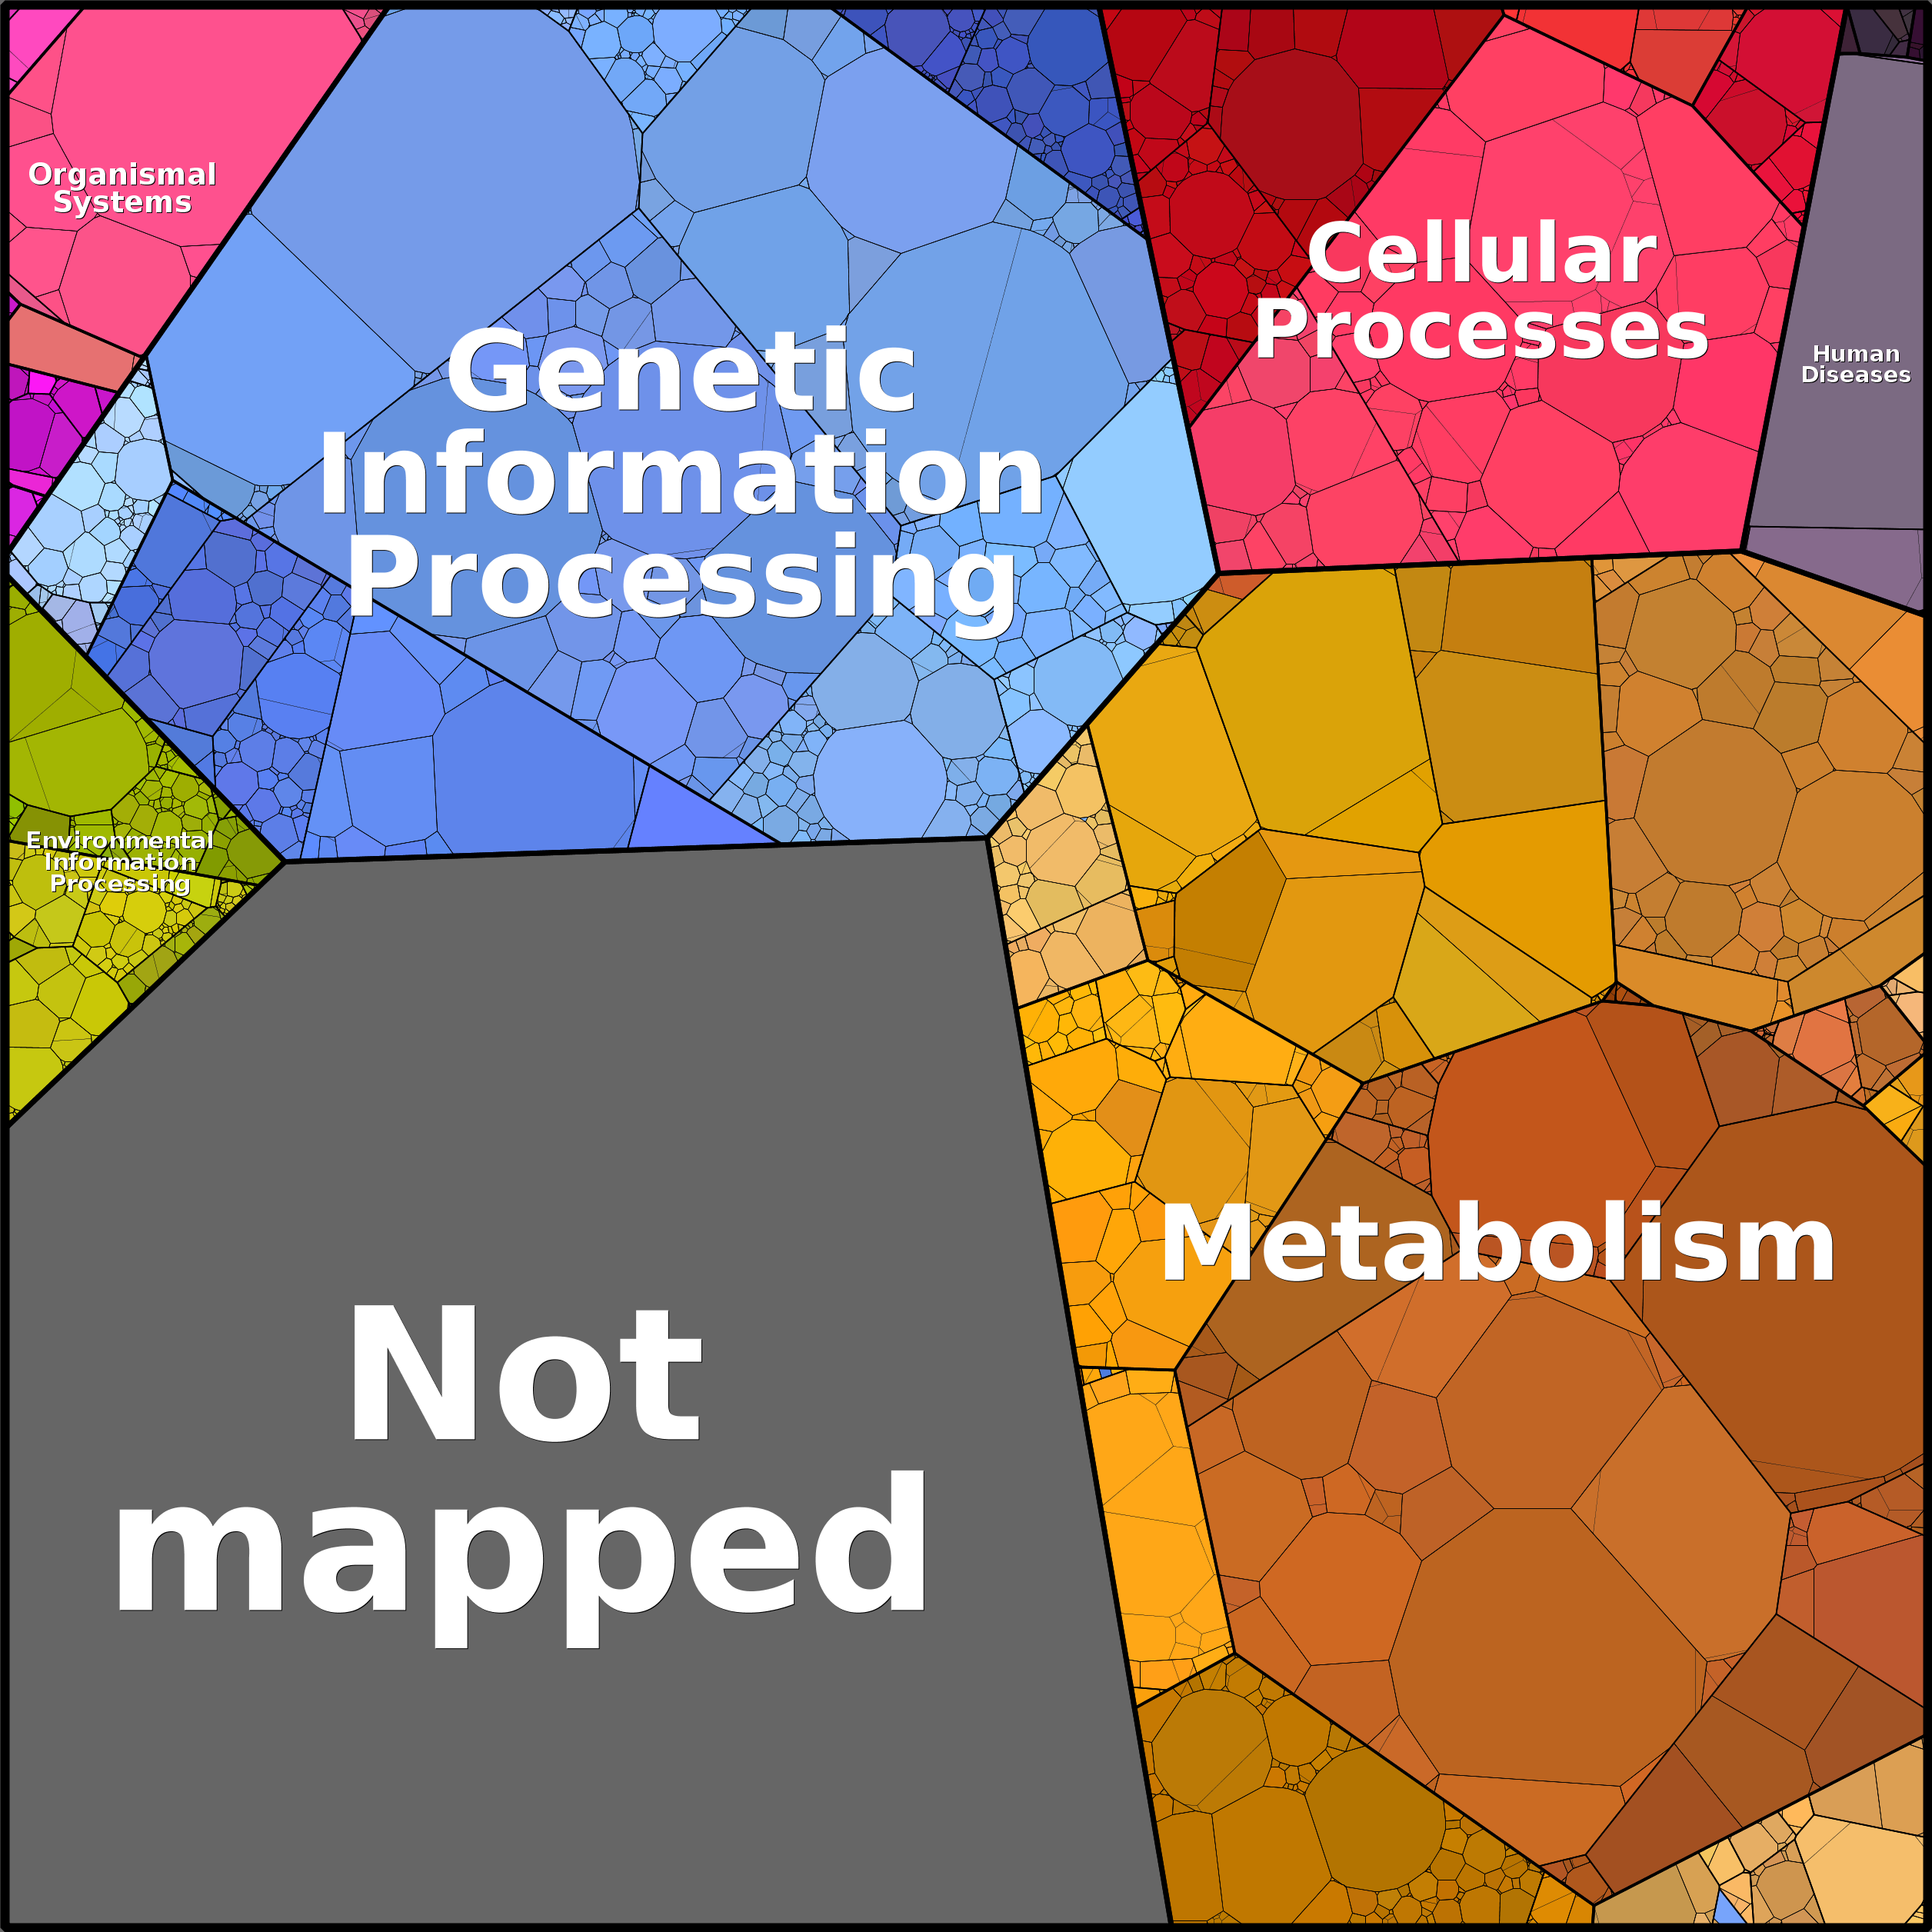 Organismal
Systems
Genetic
Information
Processing
Cellular
Processes
Human
Diseases
Environmental
Information
Processing
Metabolism
Not
mapped